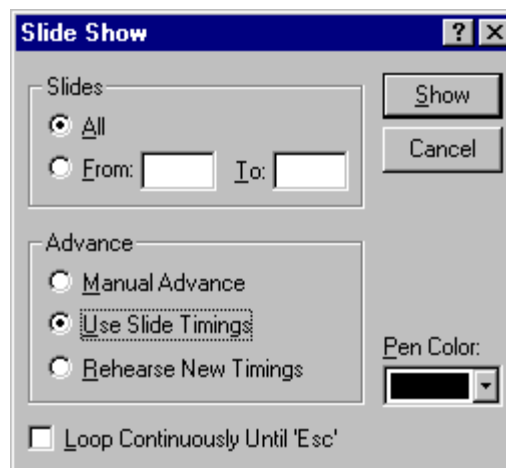 Slide Show
Slides
All
From: To:
Show
Cancel
Advance
Manual Advance
Use Slide Timings
Rehearse New Timings
Pen Color:
Loop Continuously Until 'Esc'